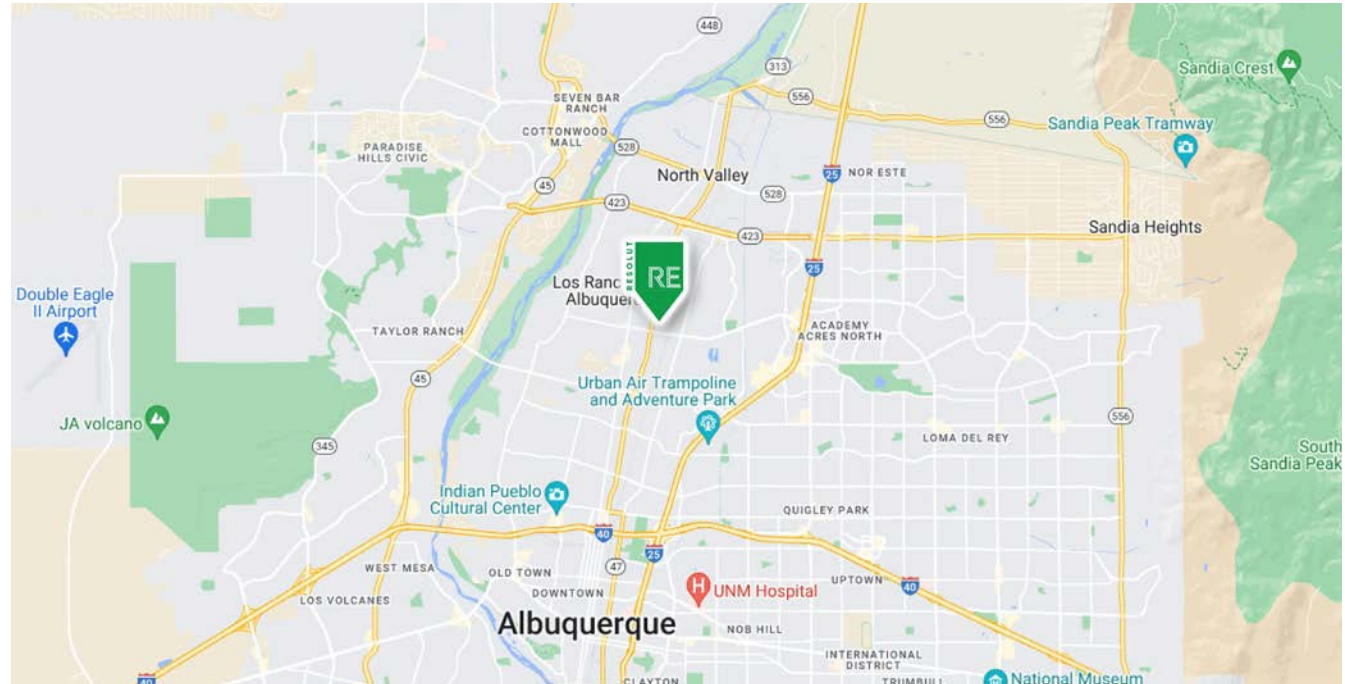 448
Sandia Crest
313
SEVEN BAR
RANCH
556
556
Sandia Peak
Tramway
COTTONWOOD
MALL
PARADISE
HILLS CIVIC
528
North Valley
25
NOR ESTE
45
528
423
Sandia Heights
423
RESOLUT
RE
25
Los Ranc
Albuquer
Double Eagle
II Airport
TAYLOR RANCH
ACADEMY
ACRES NORTH
45
Urban Air Trampoline
and Adventure Park
556
JA volcano
345
LOMA DEL REY
South
Sandia Peak
Indian Pueblo
Cultural Center
QUIGLEY PARK
40
25
WEST MESA
OLD TOWN
47
UPTOWN
40
DOWNTOWN
UNM Hospital
LOS VOLCANES
Albuquerque
NOB HILL
INTERNATIONAL
DISTRICT
40
CLAYTON
TRUMBULL
National Museum